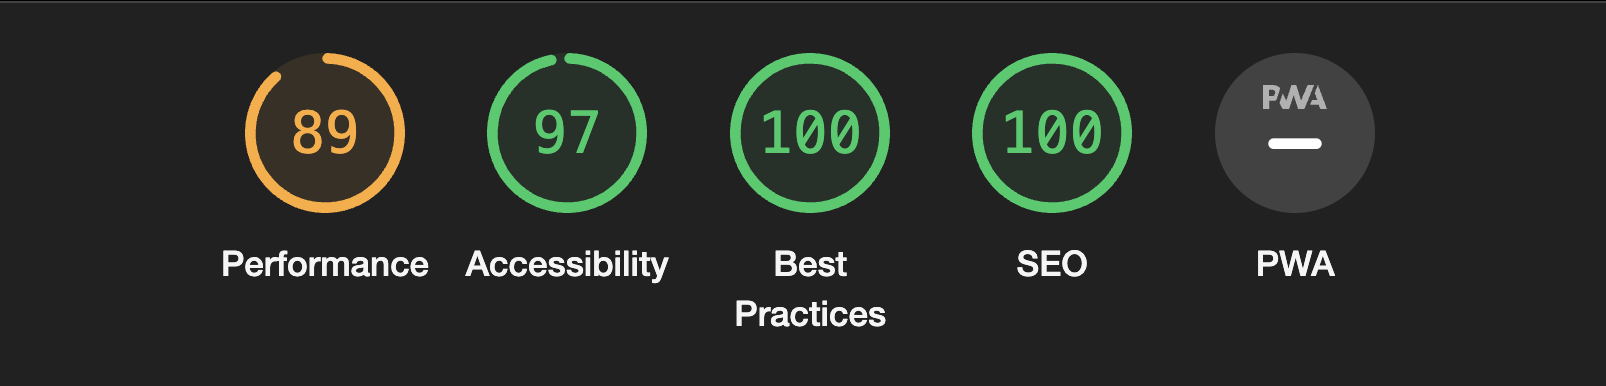 89
97
100
100
PWA
Performance
Accessibility
Best
Practices
SEO
PWA